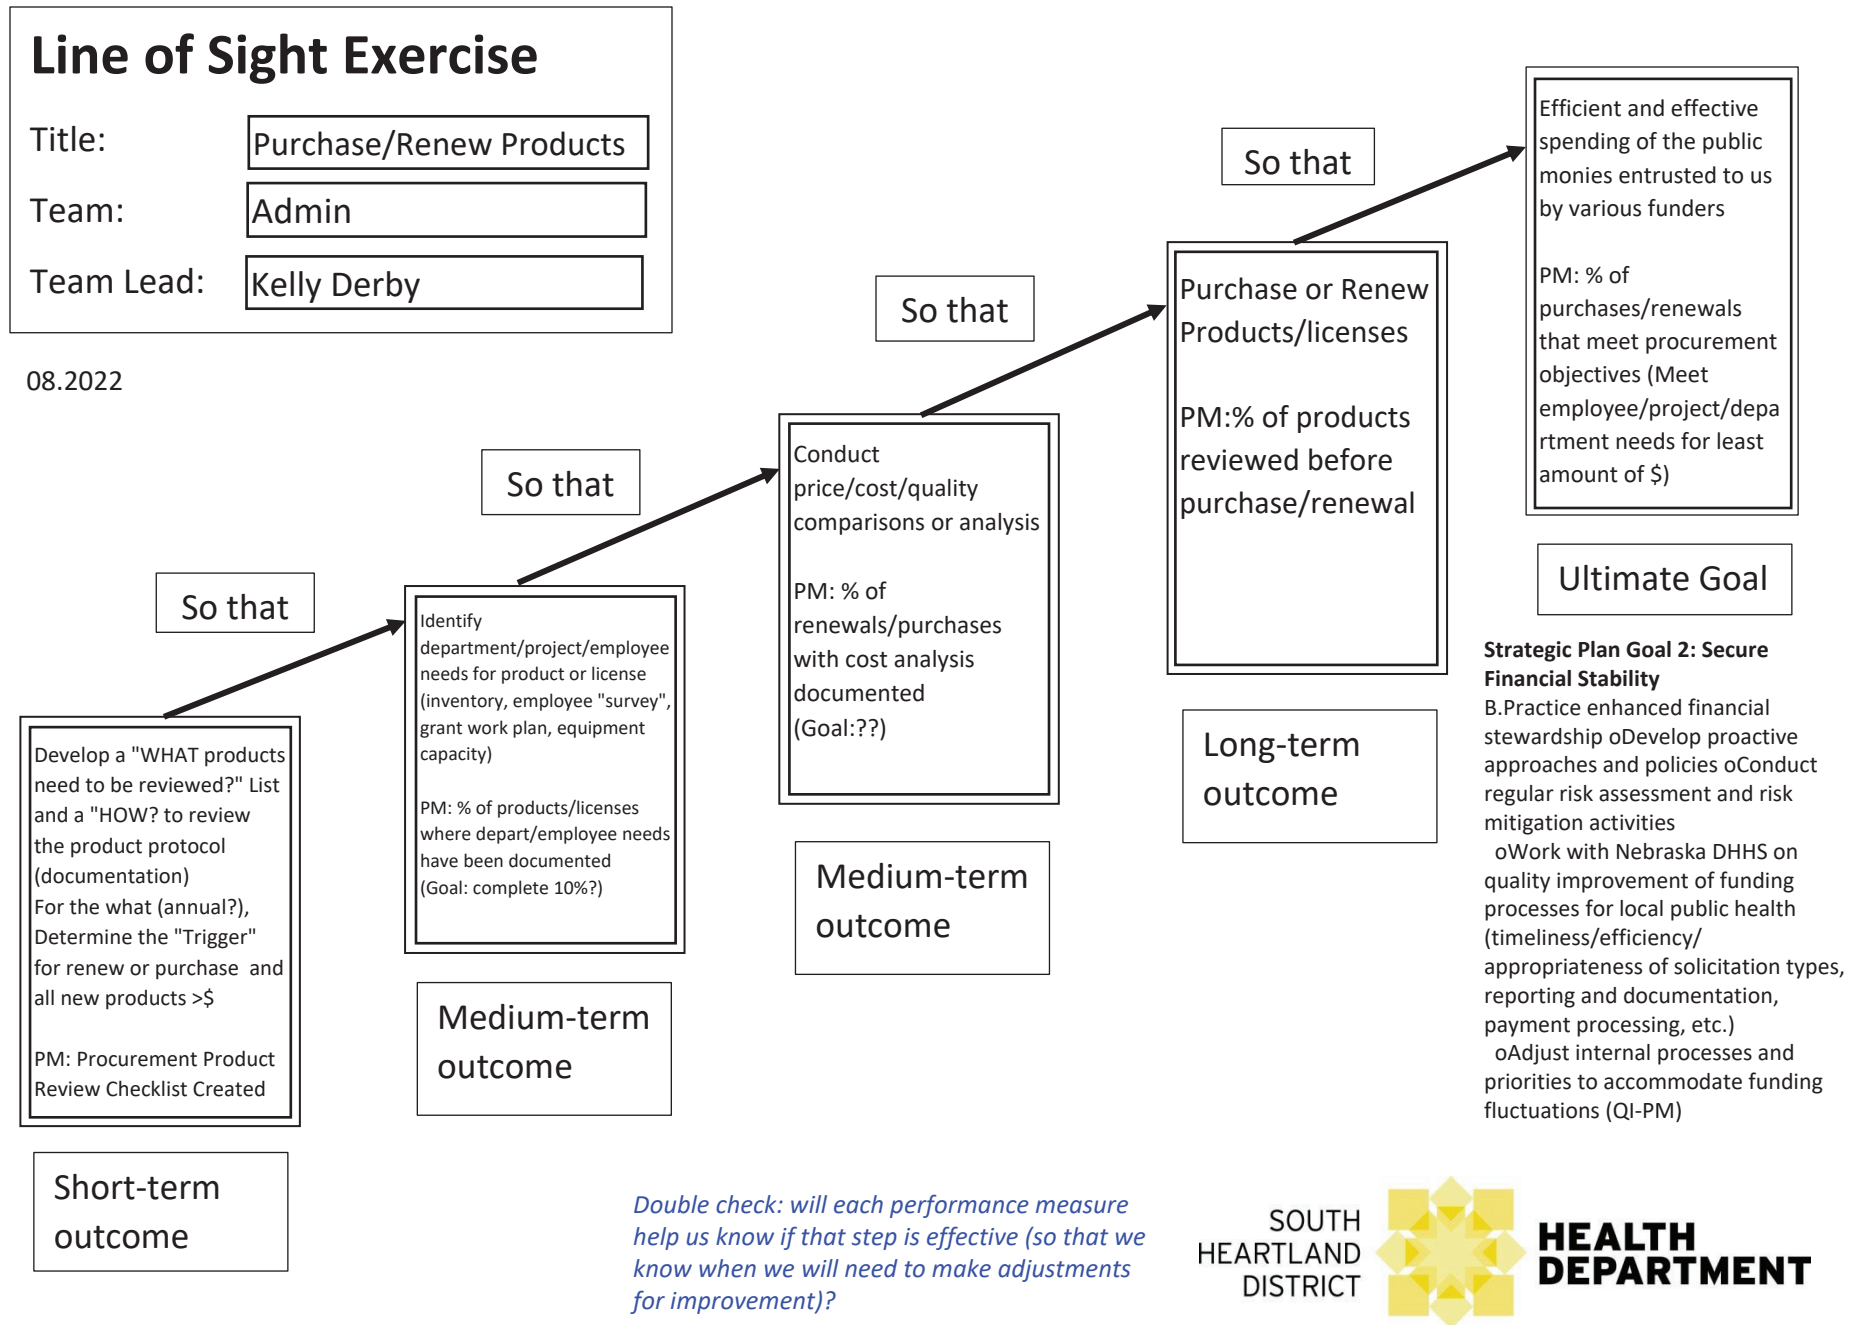 Line of Sight Exercise
Title:
Purchase/Renew Products
Team:
Admin
Team Lead:
Kelly Derby
08.2022
Develop a "WHAT products
need to be reviewed?" List
and a "HOW? to review
the product protocol
(documentation)
For the what (annual?),
Determine the "Trigger"
for renew or purchase  and
all new products >$
PM: Procurement Product
Review Checklist Created
Short-term
outcome
So that
Identify
department/project/employee
needs for product or license
(inventory, employee "survey",
grant work plan, equipment
capacity)
PM: % of products/licenses
where depart/employee needs
have been documented
(Goal: complete 10%?)
Medium-term
outcome
So that
Conduct
price/cost/quality
comparisons or analysis
PM: % of
renewals/purchases
with cost analysis
documented
(Goal:??)
Medium-term
outcome
So that
Purchase or Renew
Products/licenses
PM:% of products
reviewed before
purchase/renewal
Long-term
outcome
So that
Efficient and effective
spending of the public
monies entrusted to us
by various funders
PM: % of
purchases/renewals
that meet procurement
objectives (Meet
employee/project/depa
rtment needs for least
amount of $)
Ultimate Goal
Strategic Plan Goal 2: Secure
Financial Stability
B.Practice enhanced financial
stewardship oDevelop proactive
approaches and policies oConduct
regular risk assessment and risk
mitigation activities
oWork with Nebraska DHHS on
quality improvement of funding
processes for local public health
(timeliness/efficiency/
appropriateness of solicitation types,
reporting and documentation,
payment processing, etc.)
oAdjust internal processes and
priorities to accommodate funding
fluctuations (QI-PM)
Double check: will each performance measure
help us know if that step is effective (so that we
know when we will need to make adjustments
for improvement)?
SOUTH
HEARTLAND
DISTRICT
HEALTH
DEPARTMENT